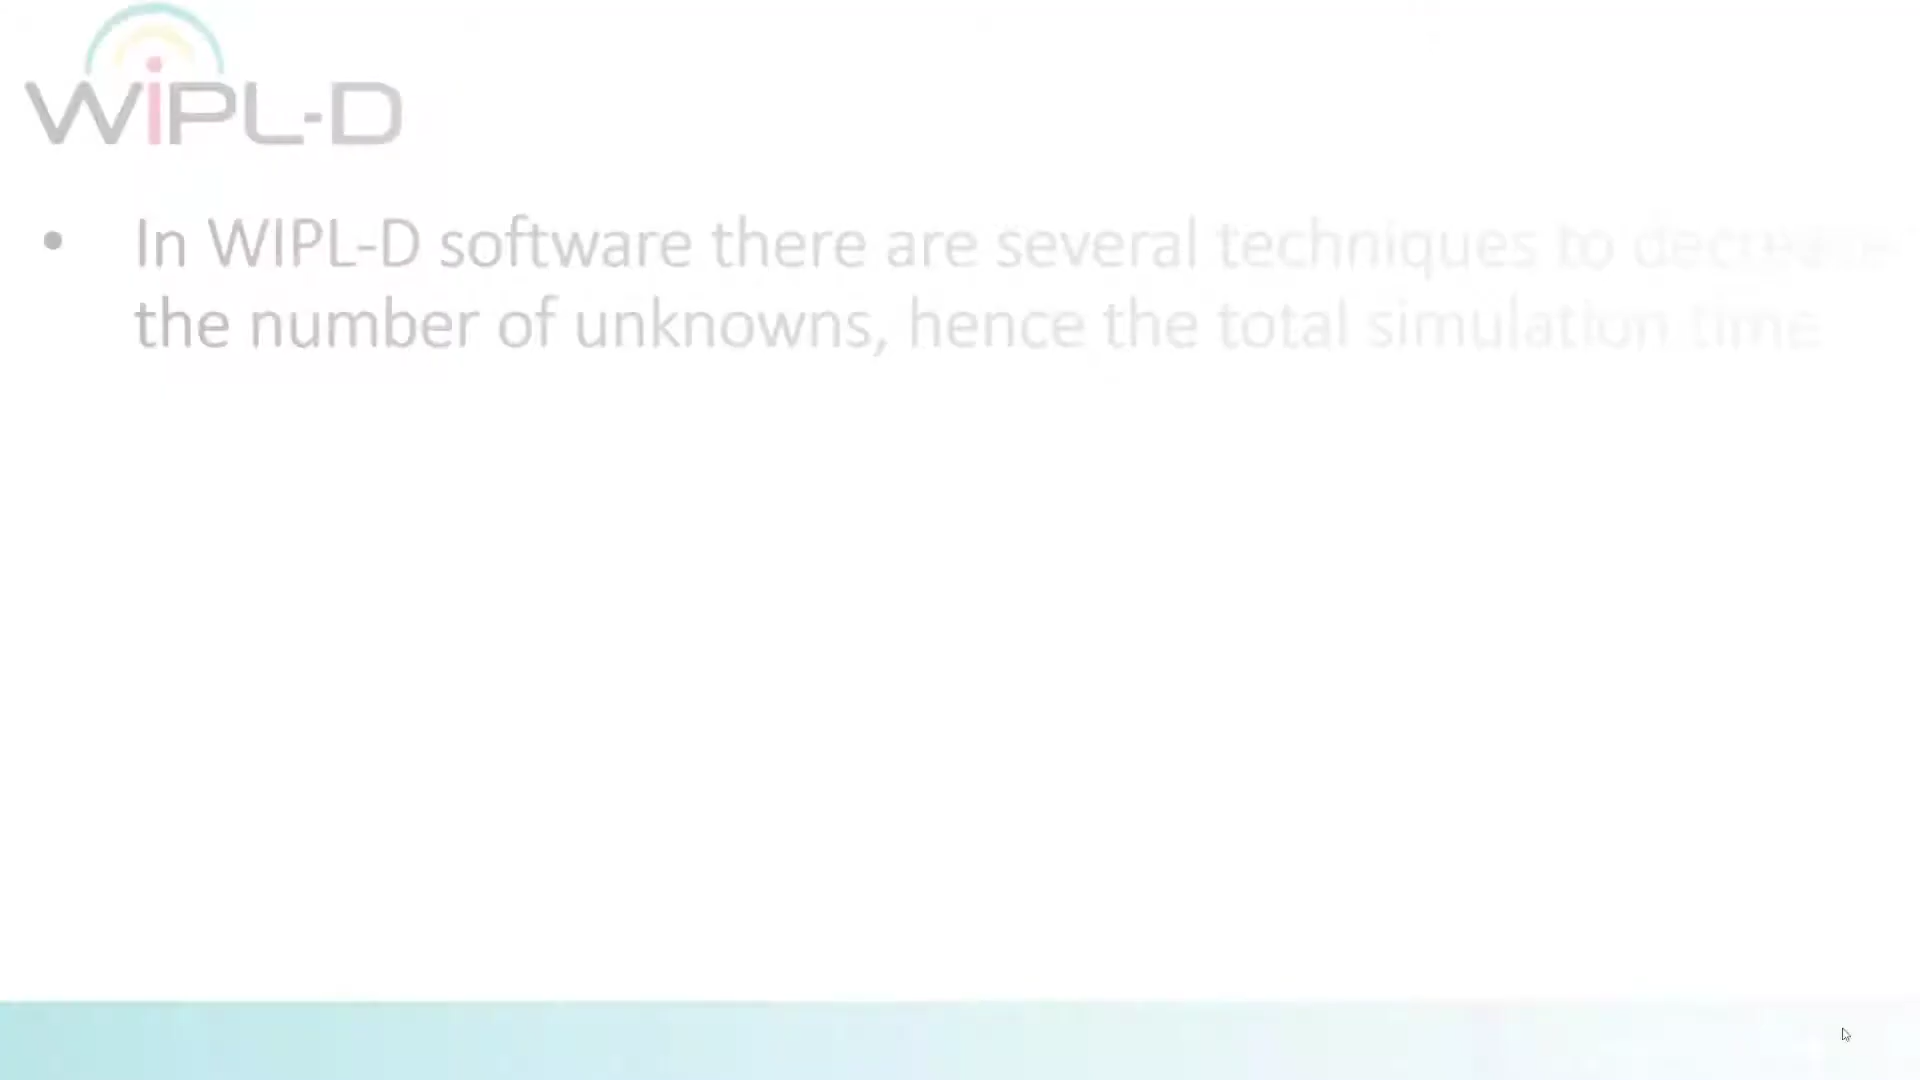 WIPL-D
• In WIPL-D software there are several techniques to decrease
the number of unknowns, hence the total simulation time